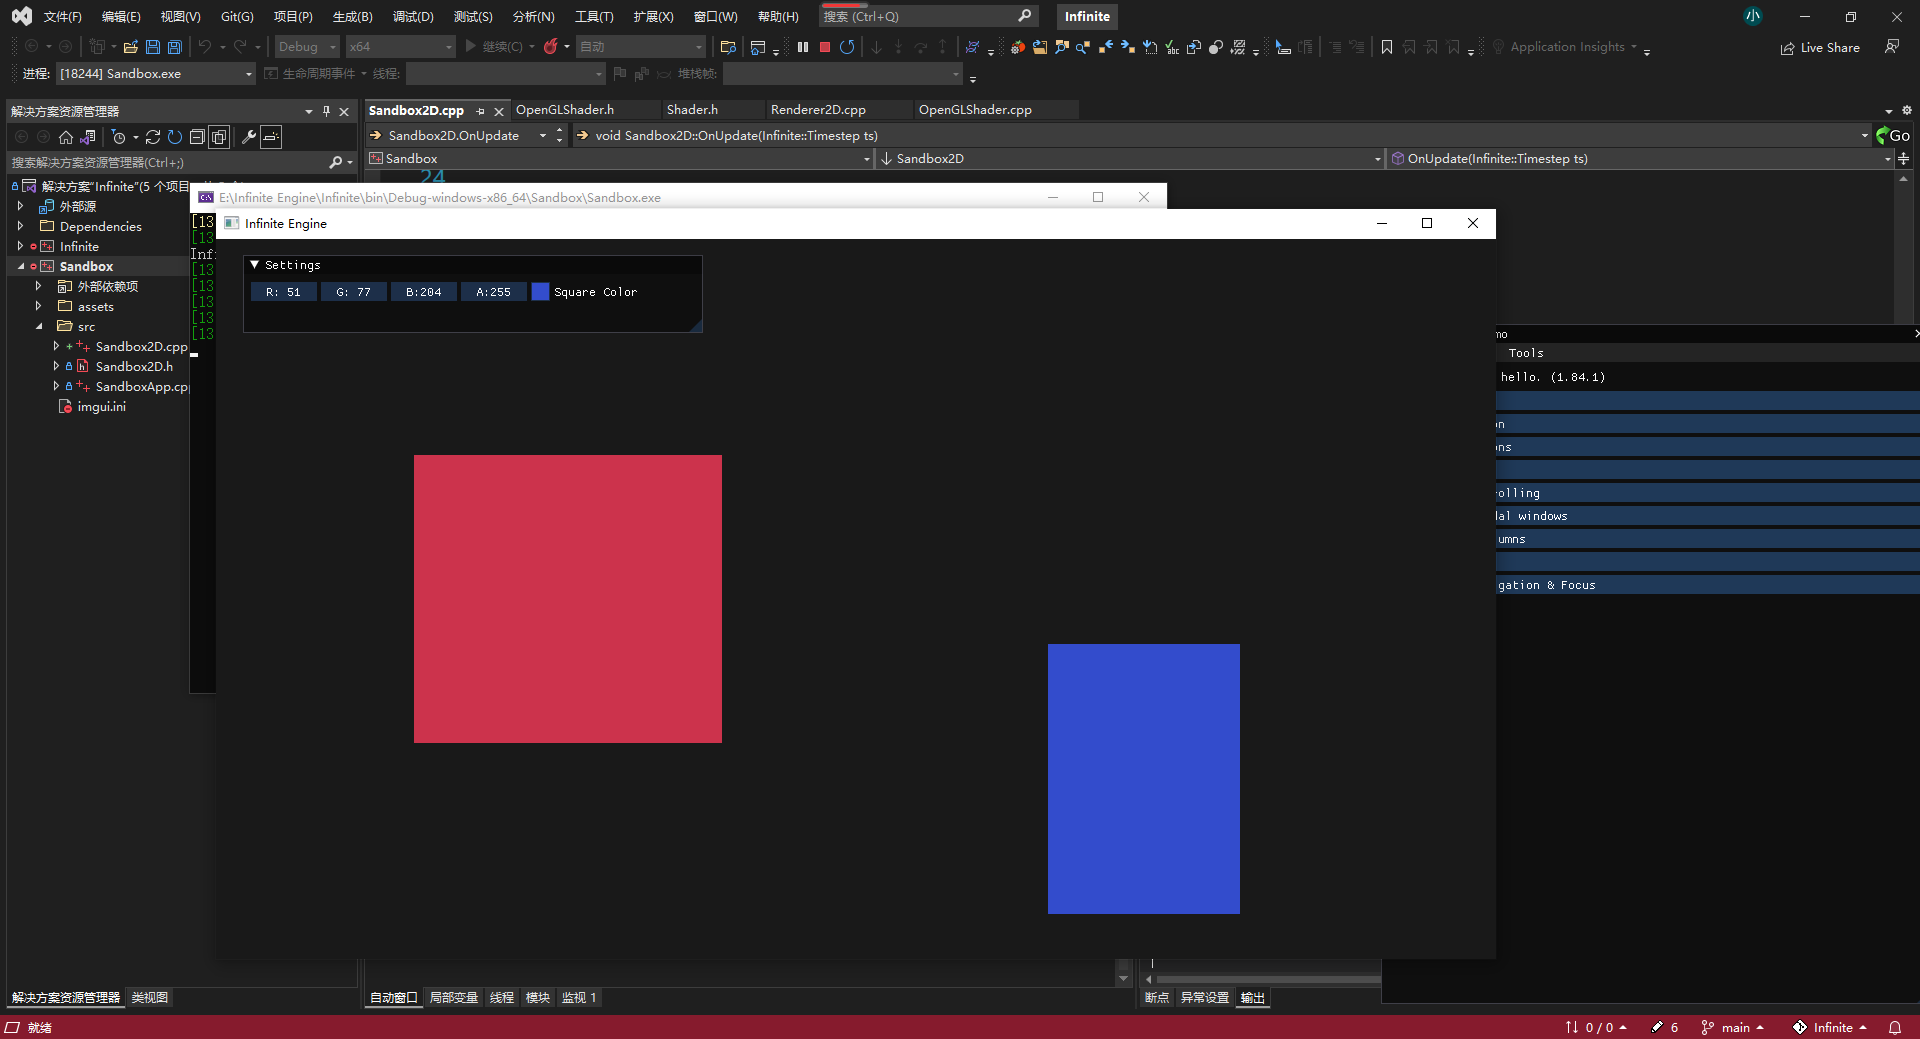 文件(F) 编辑(E) 视图(V) Git(G) 项目(P) 生成(B) 调试(D) 测试(S) 分析(N) 工具(T) 扩展(X) 窗口(W) 帮助(H) 搜索 (Ctrl+Q) Infinite 小
Debug x64 继续(C) 自动 Application Insights Live Share
进程: [18244] Sandbox.exe 生命周期事件 线程: 堆栈帧:
解决方案资源管理器
Sandbox2D.cpp OpenGLShader.h Shader.h Renderer2D.cpp OpenGLShader.cpp
Sandbox2D.OnUpdate void Sandbox2D::OnUpdate(Infinite::Timestep ts) Go
搜索解决方案资源管理器(Ctrl+;)
Sandbox Sandbox2D OnUpdate(Infinite::Timestep ts)
24
解决方案"Infinite"(5 个项目
外部源
Dependencies
Infinite
Sandbox
外部依赖项
assets
src
Sandbox2D.cpp
Sandbox2D.h
SandboxApp.cp
imgui.ini
E:\Infinite Engine\Infinite\bin\Debug-windows-x86_64\Sandbox\Sandbox.exe
[13
[13
Inf
[13
[13
[13
[13
[13
Infinite Engine
Settings
R: 51 G: 77 B:204 A:255 Square Color
mo
Tools
hello. (1.84.1)
on
ons
olling
al windows
umns
gation & Focus
解决方案资源管理器 类视图
自动窗口 局部变量 线程 模块 监视 1
断点 异常设置 输出
就绪 0 / 0 6 main Infinite